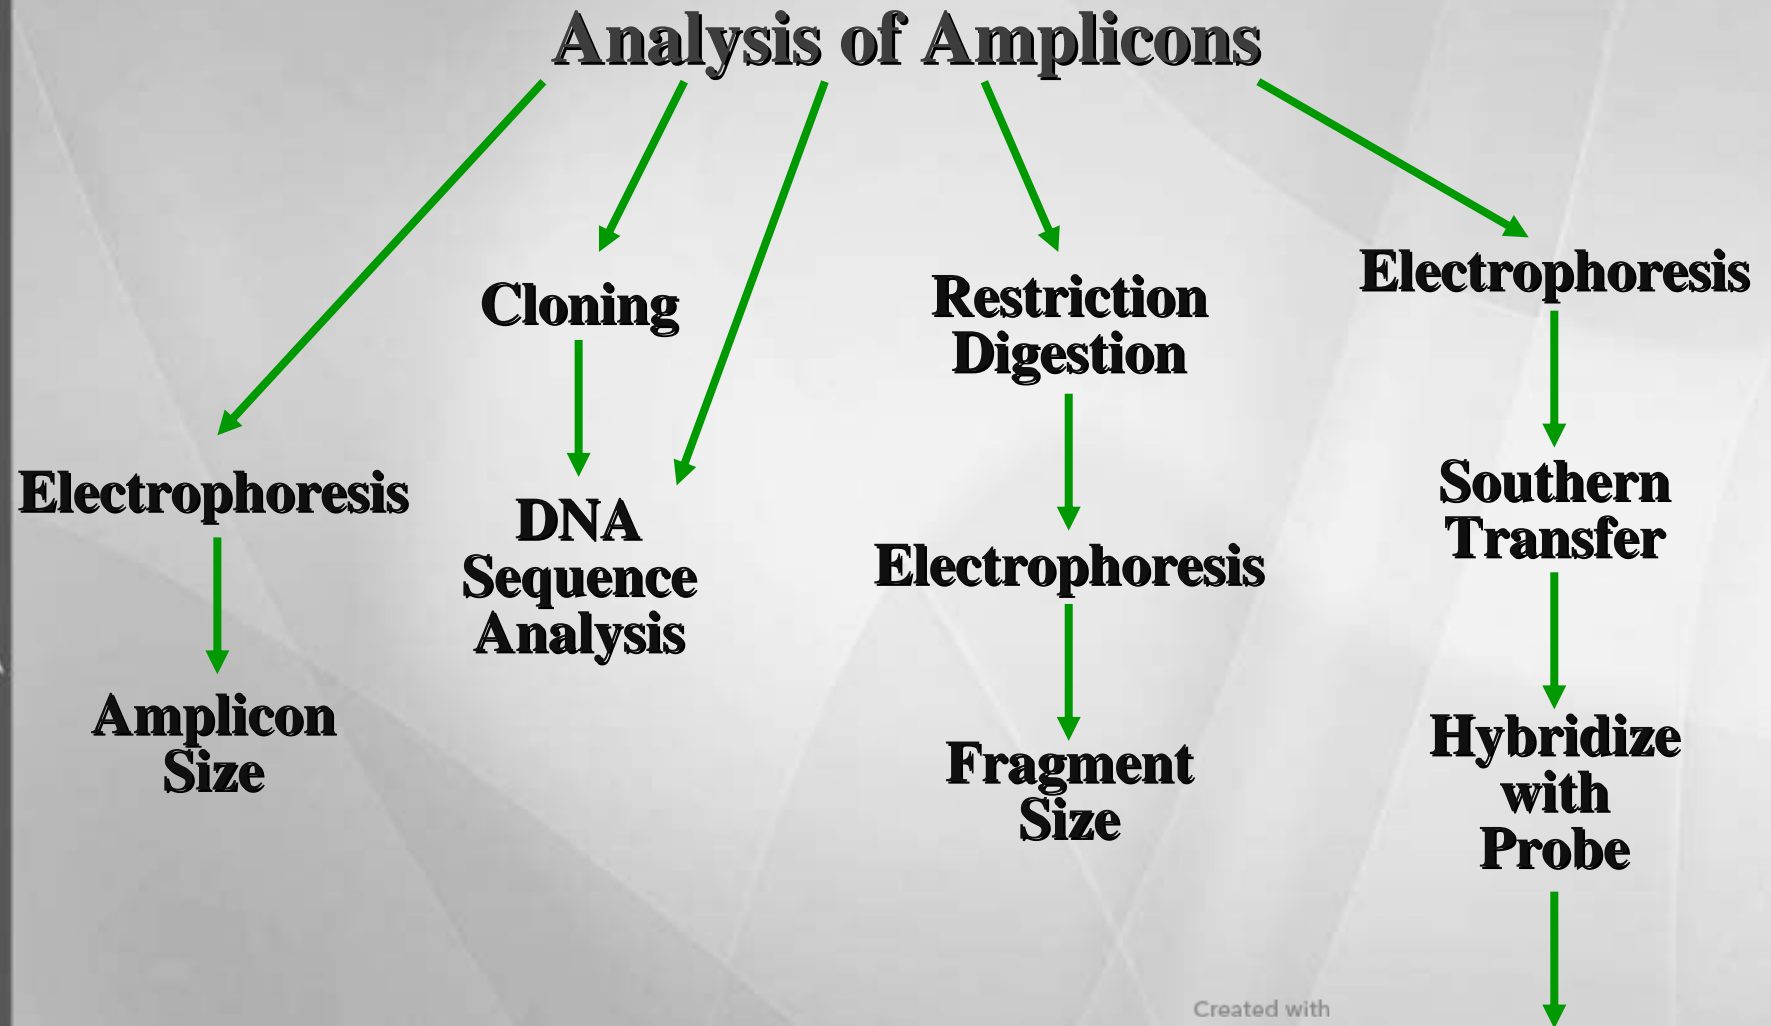 Analysis of Amplicons
Electrophoresis
Amplicon
Size
Cloning
DNA
Sequence
Analysis
Restriction
Digestion
Electrophoresis
Fragment
Size
Electrophoresis
Southern
Transfer
Hybridize
with
Probe
Created with